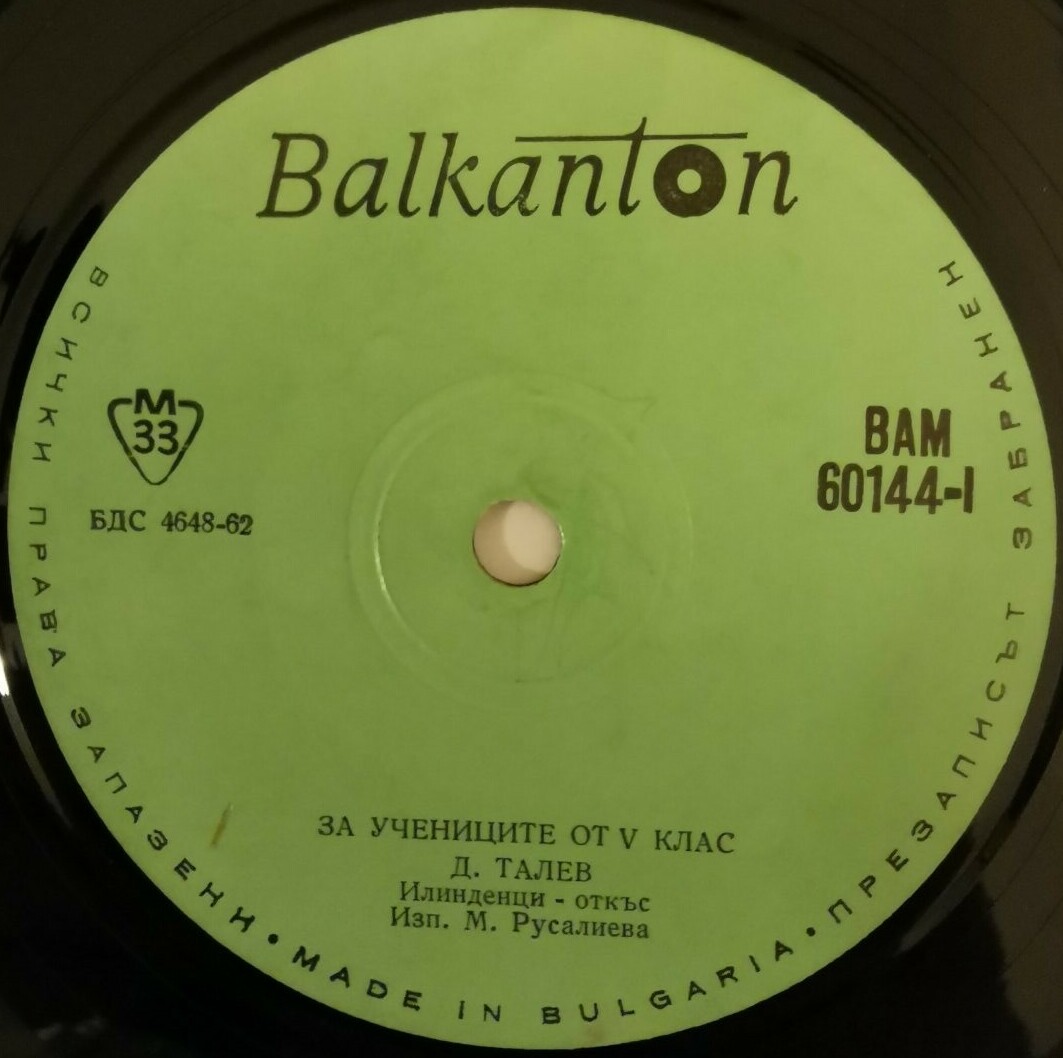 Balkanton
М
33
БДС 4648-62
ВАМ
60144-I
ЗА УЧЕНИЦИТЕ ОТ V КЛАС
Д. ТАЛЕВ
Илинденци - откъс
Изп. М. Русалиева
ВСИЧКИ ПРАВА ЗАПАЗЕНИ • MADE IN BULGARIA • ПРЕЗАПИСЪТ ЗАБРАНЕН